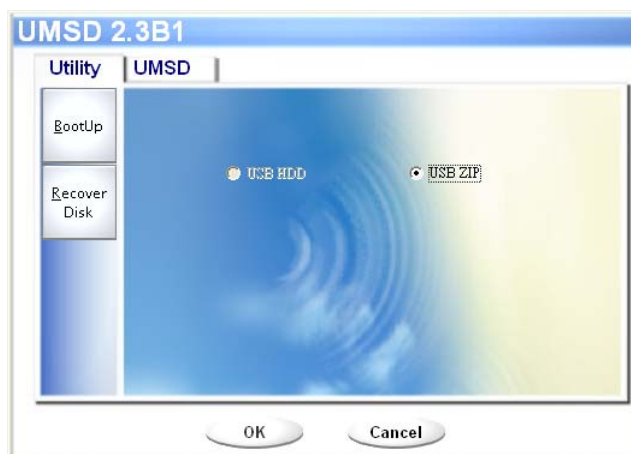 UMSD 2.3B1
Utility UMSD
BootUp
USB HDD USB ZIP
Recover
Disk
OK Cancel